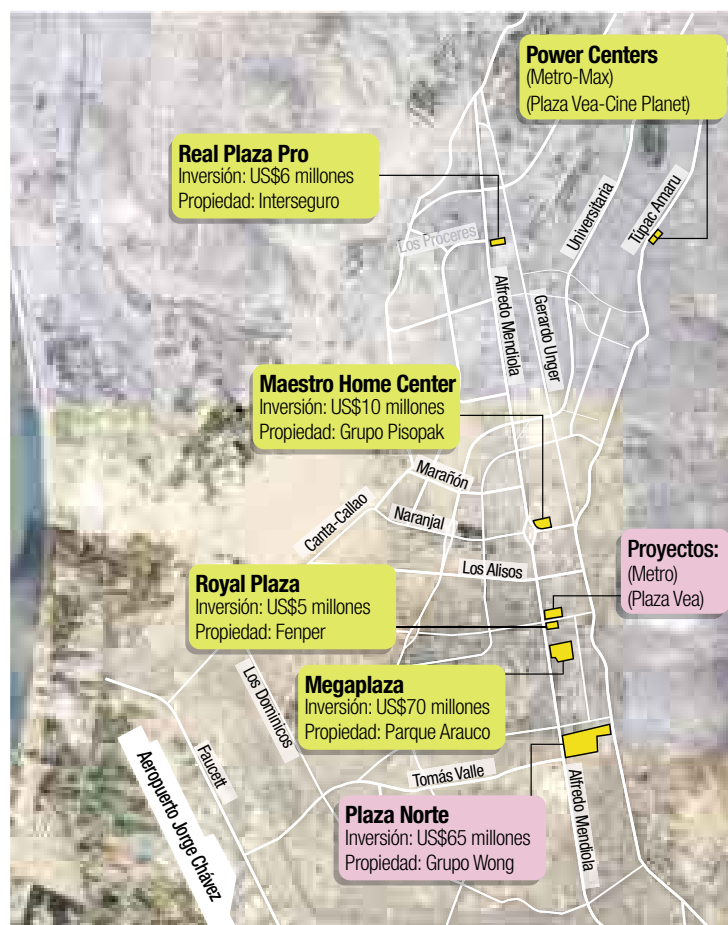 Power Centers
(Metro-Max)
(Plaza Vea-Cine Planet)
Real Plaza Pro
Inversión: US$6 millones
Propiedad: Interseguro
Universitaria
Túpac Amaru
Los Próceres
Alfredo Mendiola
Gerardo Unger
Maestro Home Center
Inversión: US$10 millones
Propiedad: Grupo Pisopak
Marañón
Naranjal
Canta-Callao
Los Alisos
Proyectos:
(Metro)
(Plaza Vea)
Royal Plaza
Inversión: US$5 millones
Propiedad: Fenper
Los Dominicos
Megaplaza
Inversión: US$70 millones
Propiedad: Parque Arauco
Faucett
Aeropuerto Jorge Chávez
Tomás Valle
Alfredo Mendiola
Plaza Norte
Inversión: US$65 millones
Propiedad: Grupo Wong